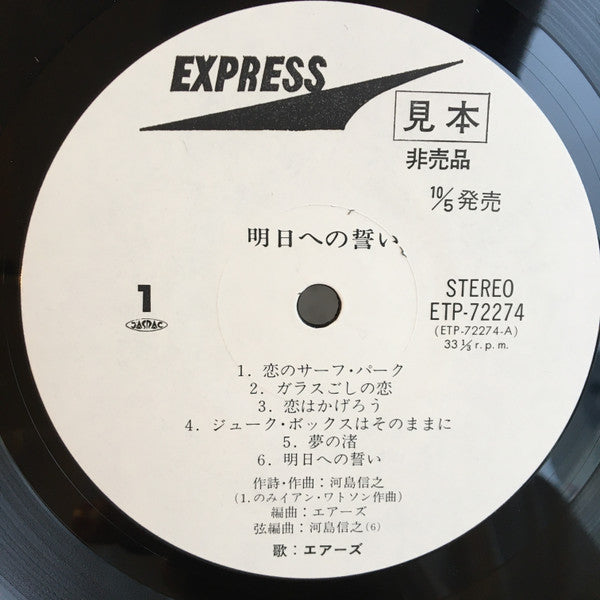 EXPRESS
見本
非売品
10/5発売
明日への誓い
1
JASRAC
STEREO
ETP-72274
(ETP-72274-A)
33⅓r.p.m.
1. 恋のサーフ・パーク
2. ガラスごしの恋
3. 恋はかげろう
4. ジューク・ボックスはそのままに
5. 夢の渚
6. 明日への誓い
作詩・作曲：河島信之
(1.のみイアン・ワトソン作曲)
編曲：エアーズ
弦編曲：河島信之(6)
歌：エアーズ